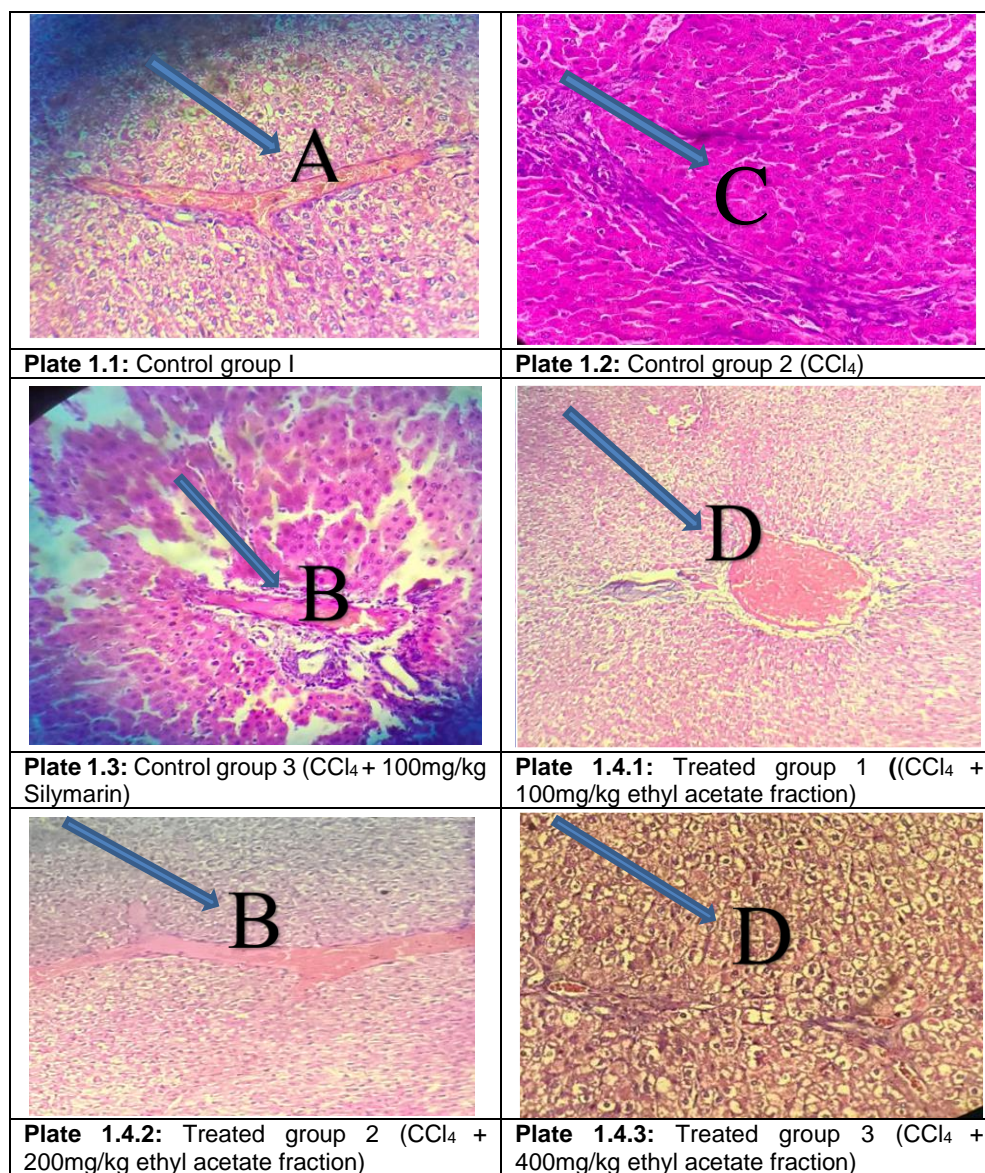 A
C
Plate 1.1: Control group I
Plate 1.2: Control group 2 (CCl₄)
B
D
Plate 1.3: Control group 3 (CCl₄ + 100mg/kg
Silymarin)
Plate 1.4.1: Treated group 1 ((CCl₄ +
100mg/kg ethyl acetate fraction)
B
D
Plate 1.4.2: Treated group 2 (CCl₄ +
200mg/kg ethyl acetate fraction)
Plate 1.4.3: Treated group 3 (CCl₄ +
400mg/kg ethyl acetate fraction)